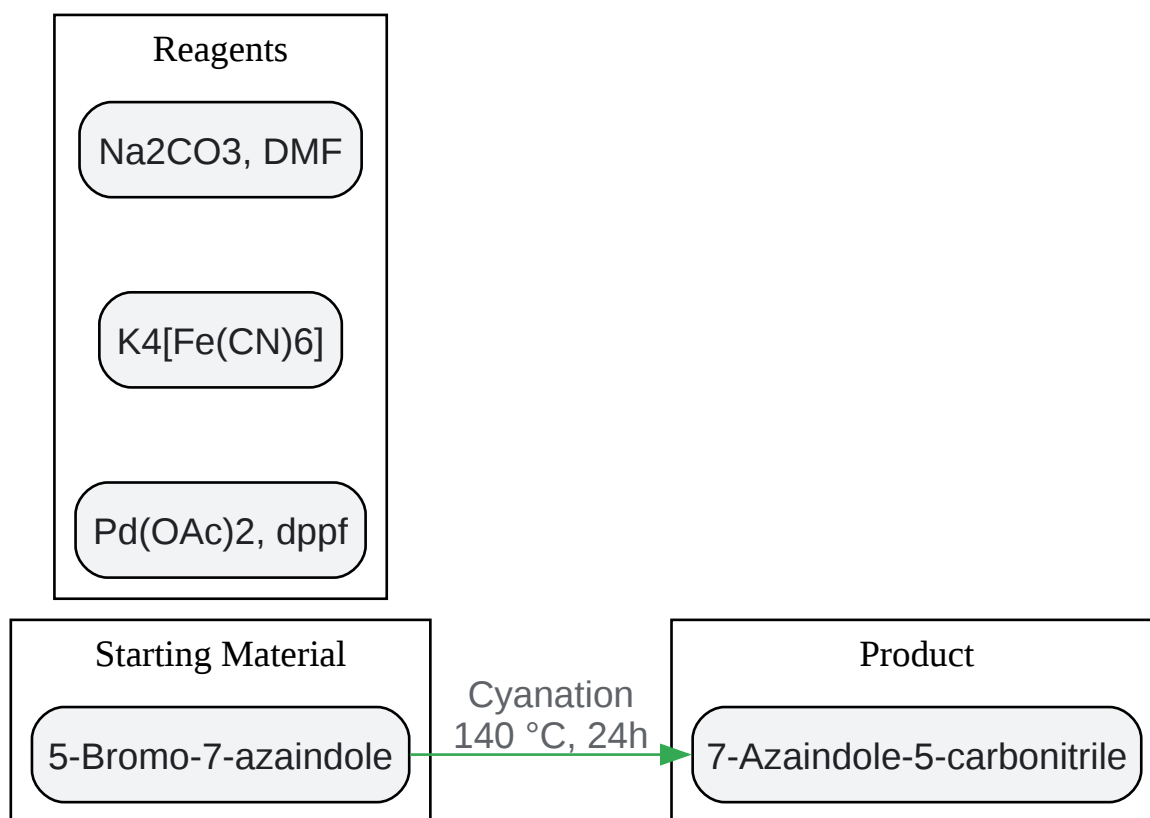 Reagents
Na2CO3, DMF
K4[Fe(CN)6]
Pd(OAc)2, dppf
Starting Material
5-Bromo-7-azaindole
Cyanation
140 °C, 24h
Product
7-Azaindole-5-carbonitrile